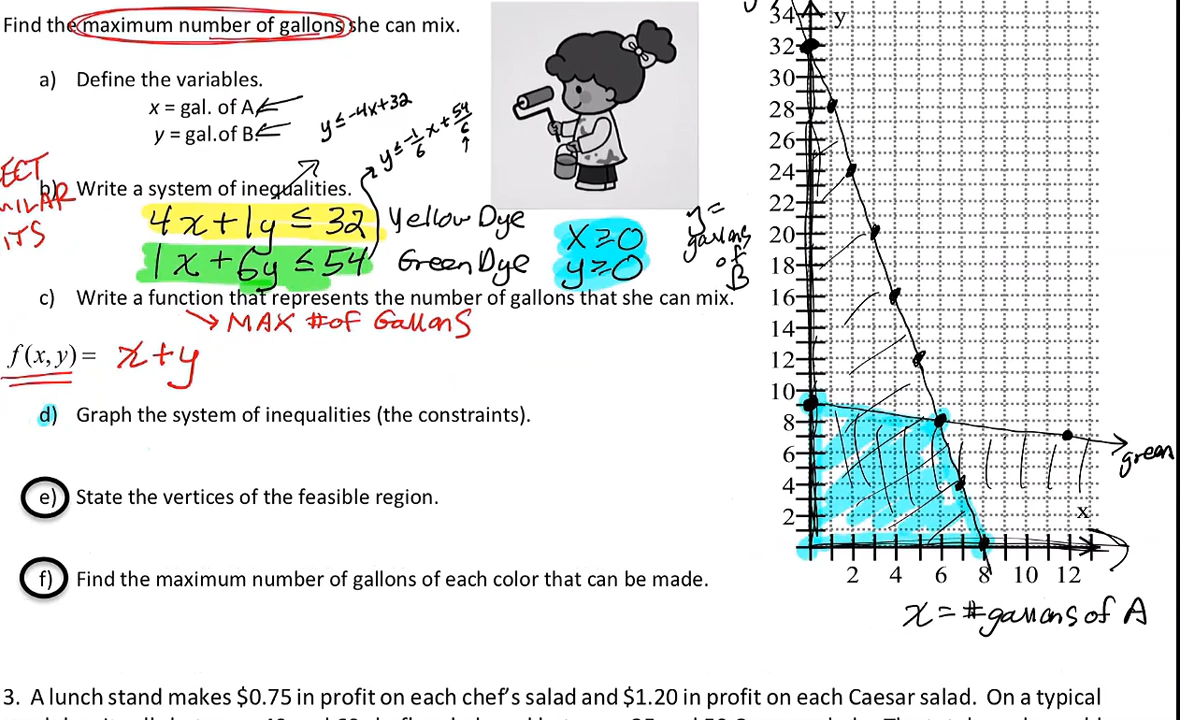 Find the maximum number of gallons she can mix.
a) Define the variables.
x = gal. of A
y = gal. of B
y ≤ -4x+32
y ≤ -1/6 x + 54/6
ECT
b) Write a system of inequalities.
ITS
4x+1y ≤ 32 Yellow Dye
1x+6y ≤ 54 Green Dye
x ≥ 0
y ≥ 0
y =
gallons
of
B
c) Write a function that represents the number of gallons that she can mix.
→ MAX # of Gallons
f(x, y) = x+y
d) Graph the system of inequalities (the constraints).
e) State the vertices of the feasible region.
f) Find the maximum number of gallons of each color that can be made.
y
34
32
30
28
26
24
22
20
18
16
14
12
10
8
6
4
2
green
x
2 4 6 8 10 12
x = # gallons of A
3. A lunch stand makes $0.75 in profit on each chef's salad and $1.20 in profit on each Caesar salad. On a typical